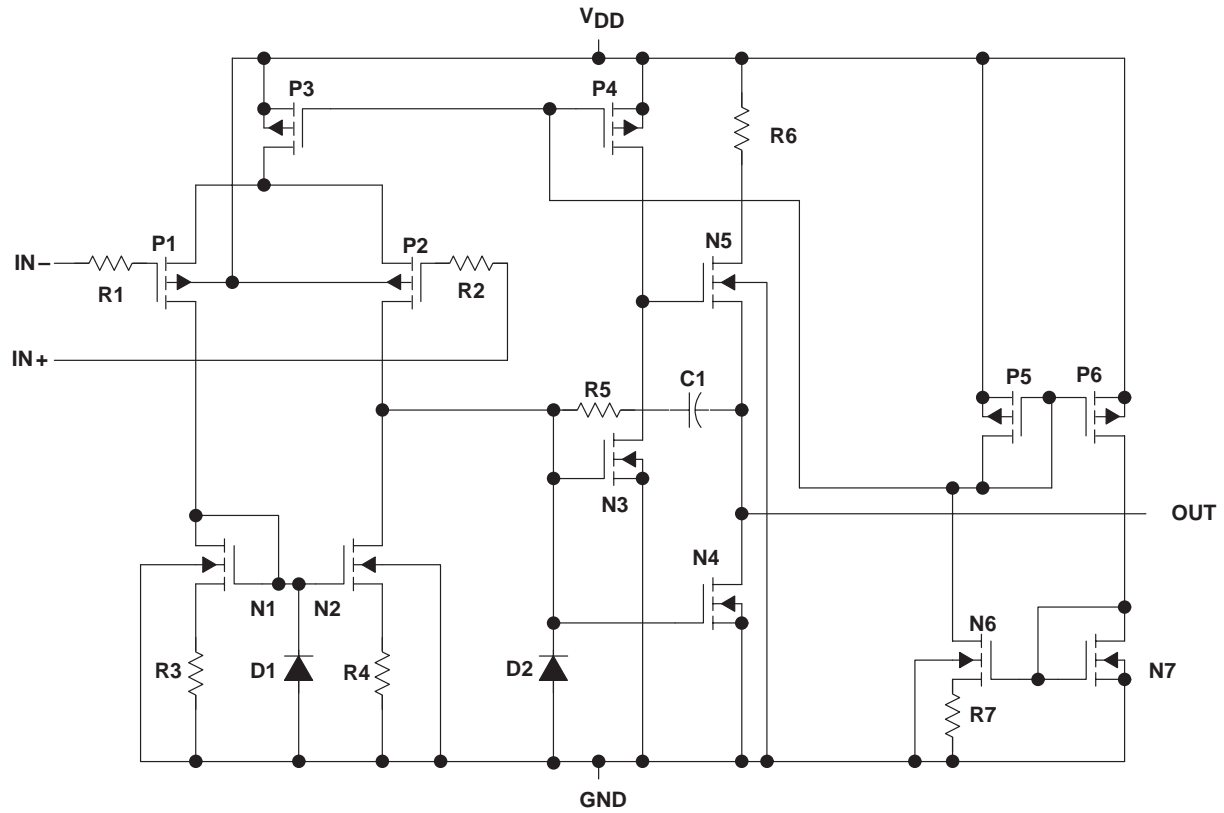 VDD
P3
P4
R6
P1
P2
N5
IN–
R1
R2
IN+
P5
P6
R5
C1
N3
OUT
N4
N1
N2
N6
R3
D1
R4
D2
N7
R7
GND